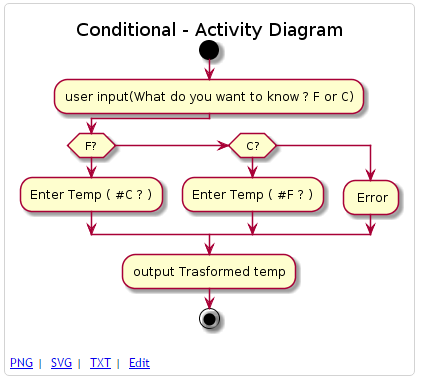 Conditional - Activity Diagram
user input(What do you want to know ? F or C)
F?
C?
Enter Temp ( #C ? )
Enter Temp ( #F ? )
Error
output Trasformed temp
PNG | SVG | TXT | Edit